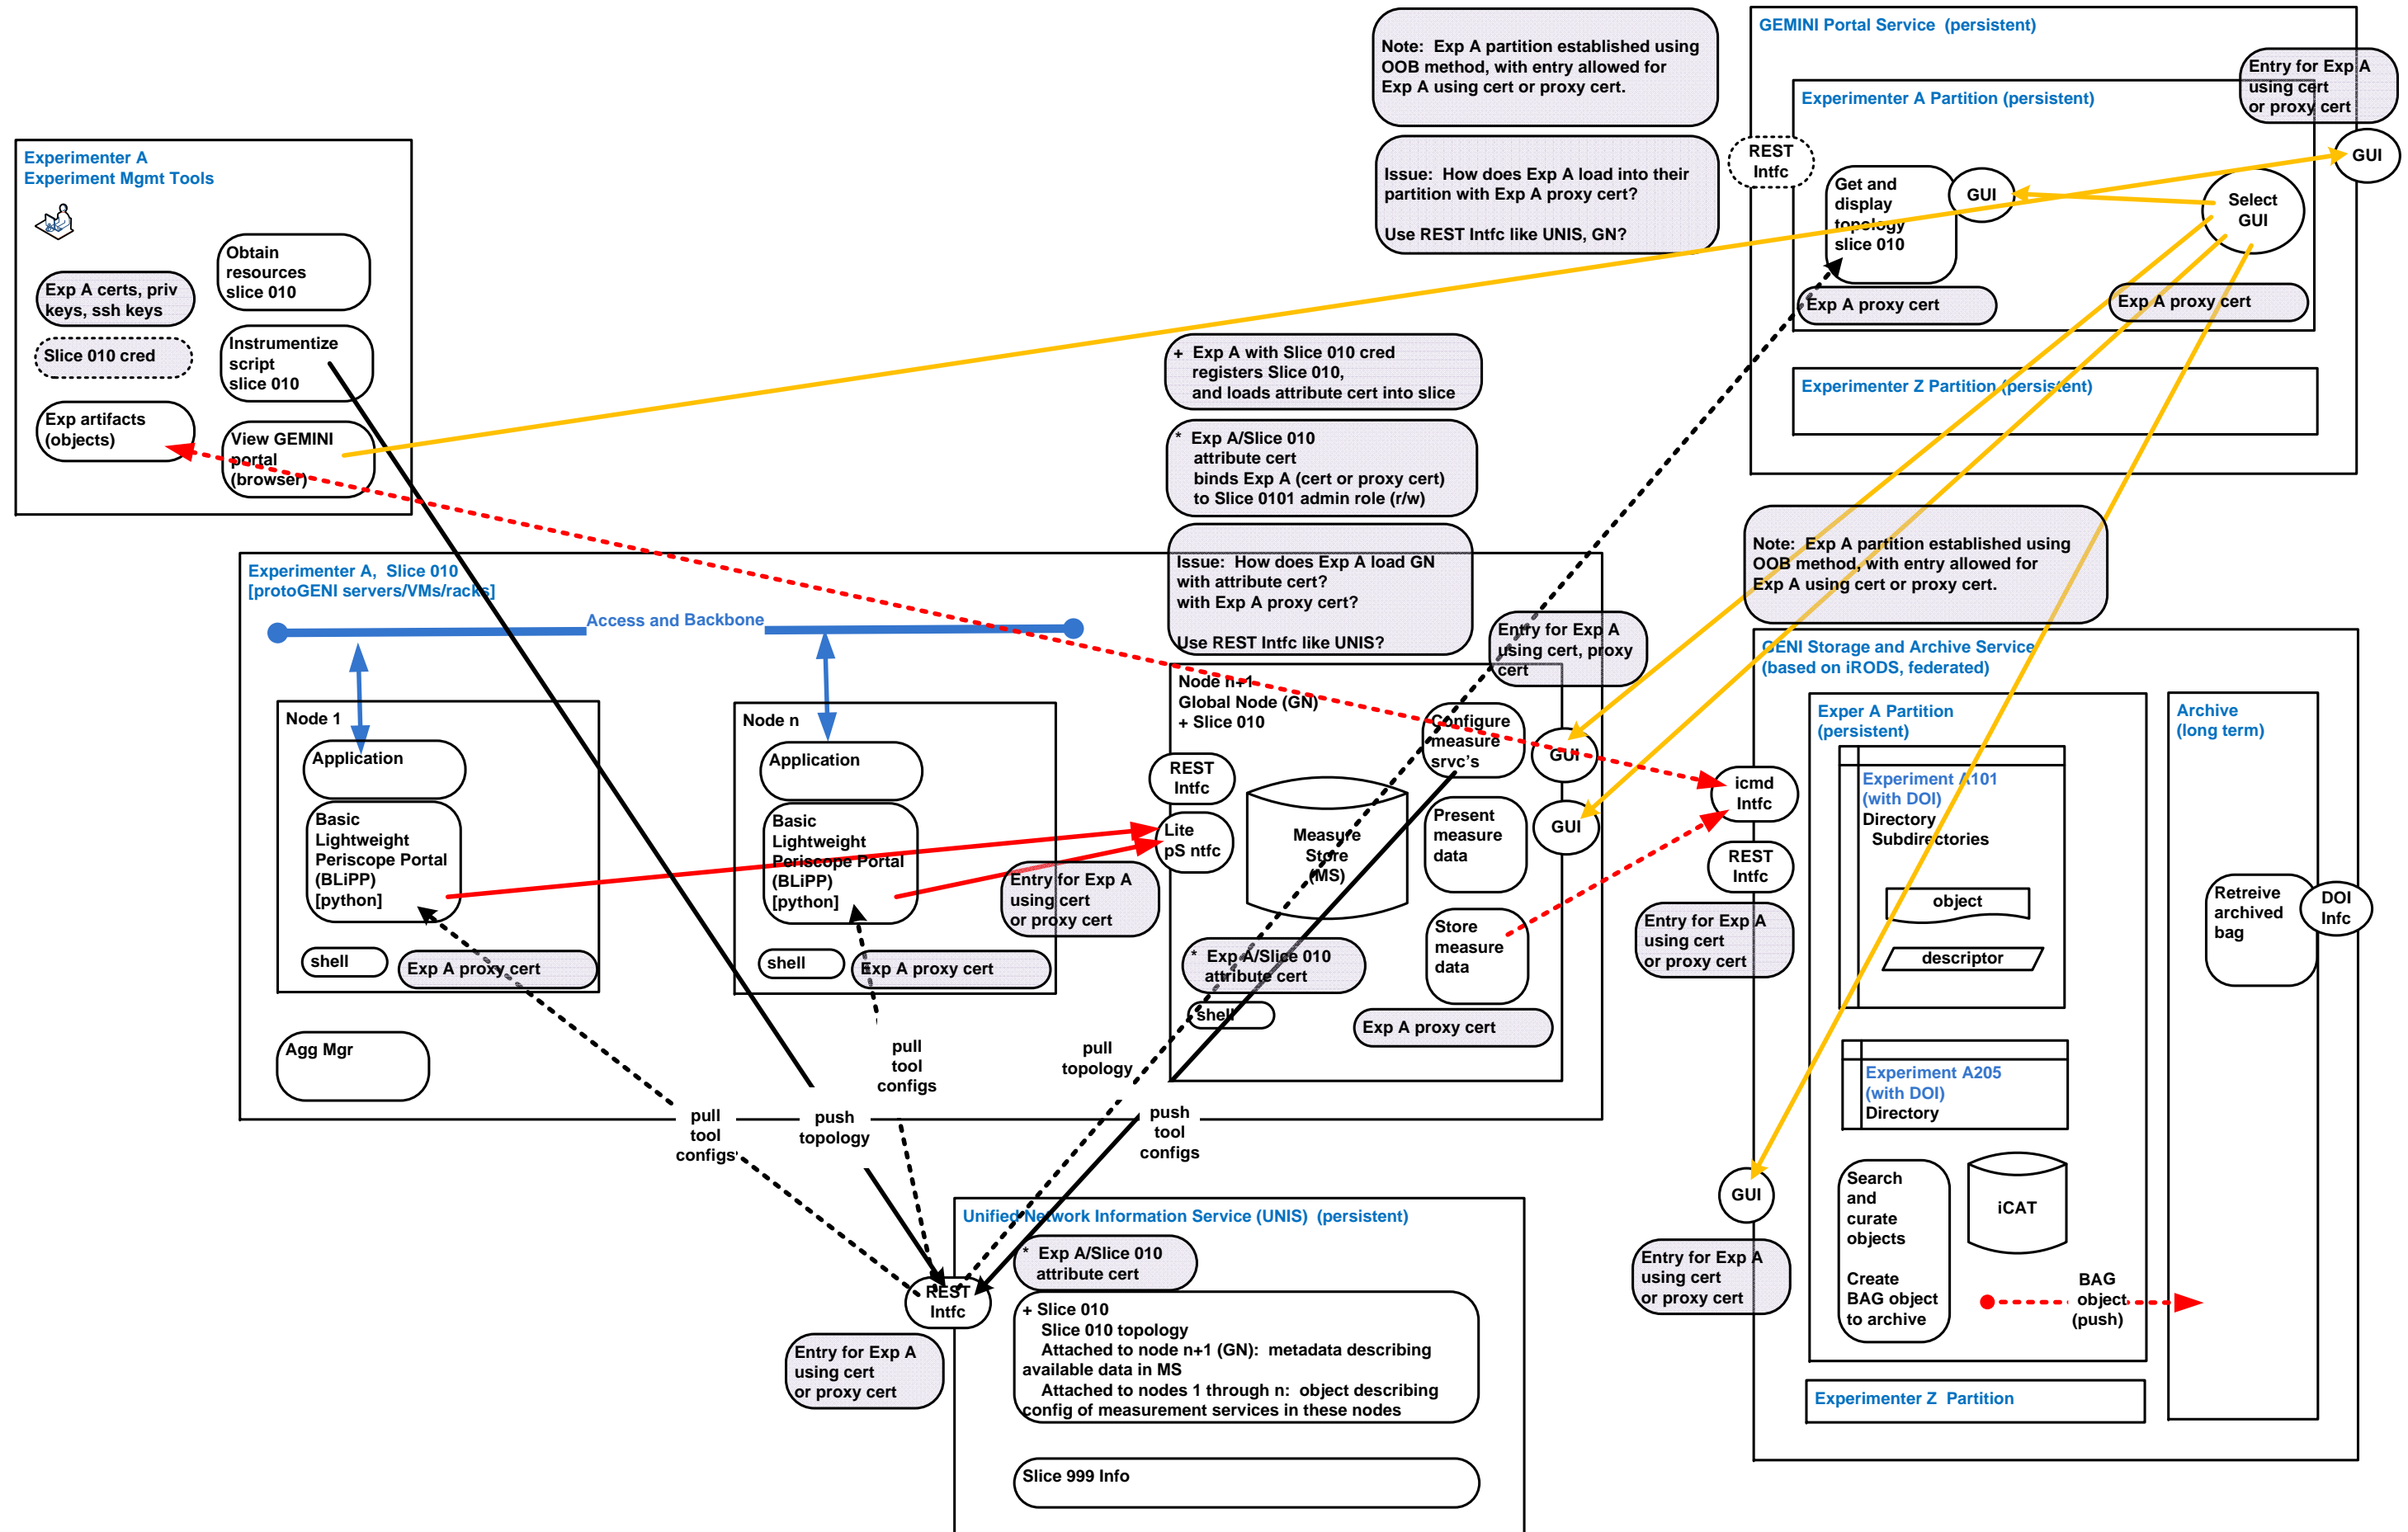 Note:  Exp A partition established using
OOB method, with entry allowed for
Exp A using cert or proxy cert.
Issue:  How does Exp A load into their
partition with Exp A proxy cert?
Use REST Intfc like UNIS, GN?
GEMINI Portal Service  (persistent)
Entry for Exp A
using cert
or proxy cert
Experimenter A Partition (persistent)
REST
Intfc
GUI
Get and
display
topology
slice 010
GUI
Select
GUI
Exp A proxy cert
Exp A proxy cert
Experimenter Z Partition (persistent)
Experimenter A
Experiment Mgmt Tools
Obtain
resources
slice 010
Exp A certs, priv
keys, ssh keys
Slice 010 cred
Instrumentize
script
slice 010
Exp artifacts
(objects)
View GEMINI
portal
(browser)
+  Exp A with Slice 010 cred
registers Slice 010,
and loads attribute cert into slice
*  Exp A/Slice 010
attribute cert
binds Exp A (cert or proxy cert)
to Slice 0101 admin role (r/w)
Issue:  How does Exp A load GN
with attribute cert?
with Exp A proxy cert?
Use REST Intfc like UNIS?
Experimenter A,  Slice 010
[protoGENI servers/VMs/racks]
Access and Backbone
Node 1
Application
Basic
Lightweight
Periscope Portal
(BLiPP)
[python]
shell
Exp A proxy cert
Agg Mgr
Node n
Application
Basic
Lightweight
Periscope Portal
(BLiPP)
[python]
shell
Exp A proxy cert
Entry for Exp A
using cert
or proxy cert
Entry for Exp A
using cert, proxy
cert
Node n+1
Global Node (GN)
+ Slice 010
REST
Intfc
Lite
pS ntfc
Measure
Store
(MS)
Configure
measure
srvc's
GUI
Present
measure
data
GUI
Store
measure
data
*  Exp A/Slice 010
attribute cert
shell
Exp A proxy cert
pull
tool
configs
pull
topology
pull
tool
configs
push
topology
push
tool
configs
Note:  Exp A partition established using
OOB method, with entry allowed for
Exp A using cert or proxy cert.
GENI Storage and Archive Service
(based on iRODS, federated)
Exper A Partition
(persistent)
Archive
(long term)
Experiment A101
(with DOI)
Directory
Subdirectories
object
descriptor
icmd
Intfc
REST
Intfc
Entry for Exp A
using cert
or proxy cert
Retreive
archived
bag
DOI
Infc
Experiment A205
(with DOI)
Directory
GUI
Entry for Exp A
using cert
or proxy cert
Search
and
curate
objects
Create
BAG object
to archive
iCAT
BAG
object
(push)
Experimenter Z  Partition
Unified Network Information Service (UNIS)  (persistent)
*  Exp A/Slice 010
attribute cert
REST
Intfc
Entry for Exp A
using cert
or proxy cert
+ Slice 010
Slice 010 topology
Attached to node n+1 (GN):  metadata describing
available data in MS
Attached to nodes 1 through n:  object describing
config of measurement services in these nodes
Slice 999 Info